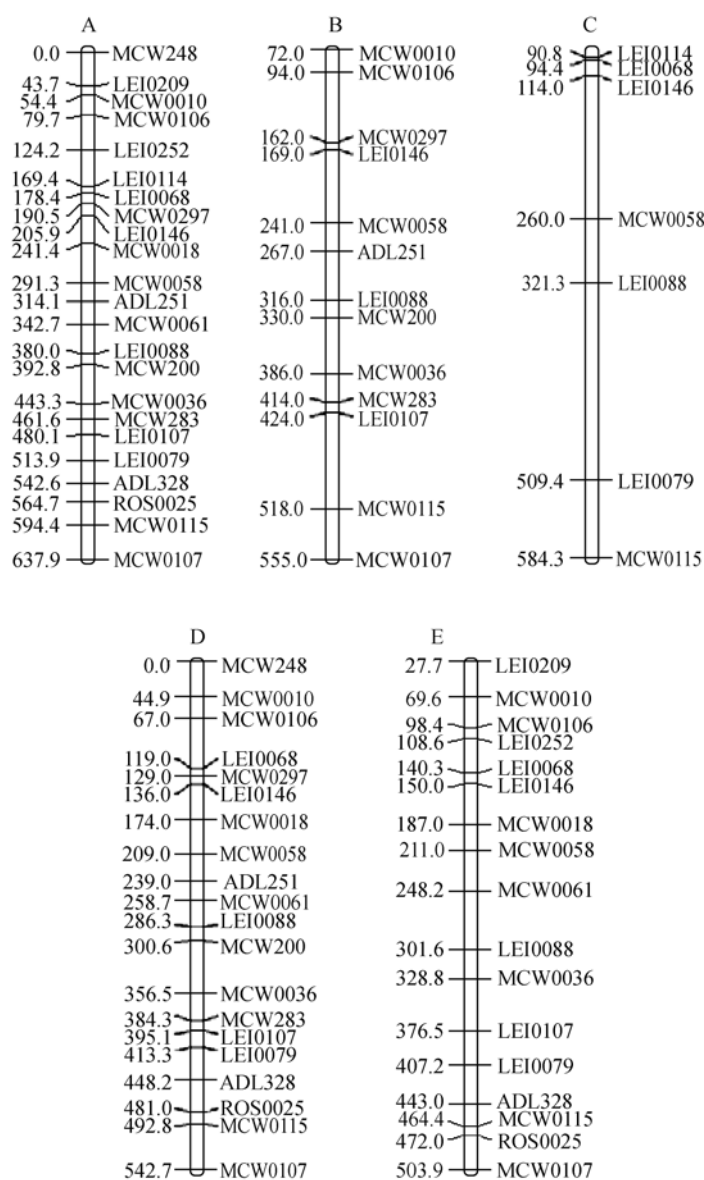 A
0.0 MCW248
43.7 LEI0209
54.4 MCW0010
79.7 MCW0106
124.2 LEI0252
169.4 LEI0114
178.4 LEI0068
190.5 MCW0297
205.9 LEI0146
241.4 MCW0018
291.3 MCW0058
314.1 ADL251
342.7 MCW0061
380.0 LEI0088
392.8 MCW200
443.3 MCW0036
461.6 MCW283
480.1 LEI0107
513.9 LEI0079
542.6 ADL328
564.7 ROS0025
594.4 MCW0115
637.9 MCW0107
B
72.0 MCW0010
94.0 MCW0106
162.0 MCW0297
169.0 LEI0146
241.0 MCW0058
267.0 ADL251
316.0 LEI0088
330.0 MCW200
386.0 MCW0036
414.0 MCW283
424.0 LEI0107
518.0 MCW0115
555.0 MCW0107
C
90.8 LEI0114
94.4 LEI0068
114.0 LEI0146
260.0 MCW0058
321.3 LEI0088
509.4 LEI0079
584.3 MCW0115
D
0.0 MCW248
44.9 MCW0010
67.0 MCW0106
119.0 LEI0068
129.0 MCW0297
136.0 LEI0146
174.0 MCW0018
209.0 MCW0058
239.0 ADL251
258.7 MCW0061
286.3 LEI0088
300.6 MCW200
356.5 MCW0036
384.3 MCW283
395.1 LEI0107
413.3 LEI0079
448.2 ADL328
481.0 ROS0025
492.8 MCW0115
542.7 MCW0107
E
27.7 LEI0209
69.6 MCW0010
98.4 MCW0106
108.6 LEI0252
140.3 LEI0068
150.0 LEI0146
187.0 MCW0018
211.0 MCW0058
248.2 MCW0061
301.6 LEI0088
328.8 MCW0036
376.5 LEI0107
407.2 LEI0079
443.0 ADL328
464.4 MCW0115
472.0 ROS0025
503.9 MCW0107